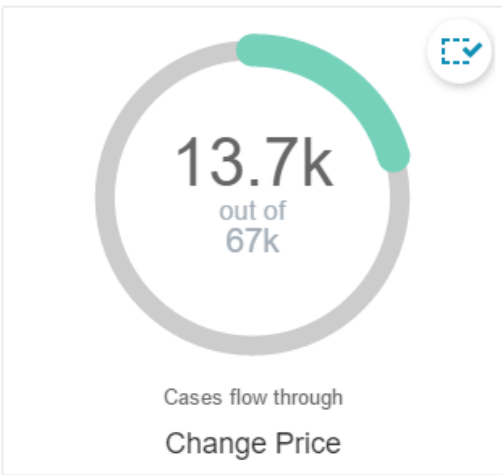 13.7k
out of
67k
Cases flow through
Change Price